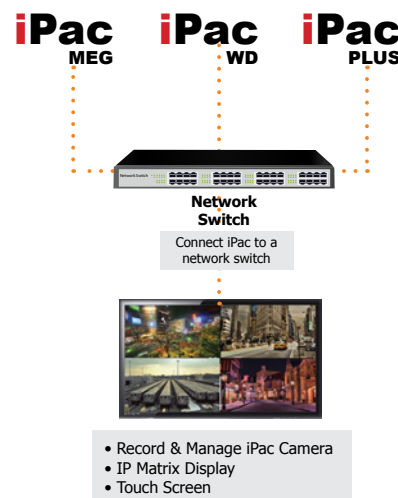 iPac iPac iPac
MEG WD PLUS
Network Switch
Network
Switch
Connect iPac to a
network switch
• Record & Manage iPac Camera
• IP Matrix Display
• Touch Screen